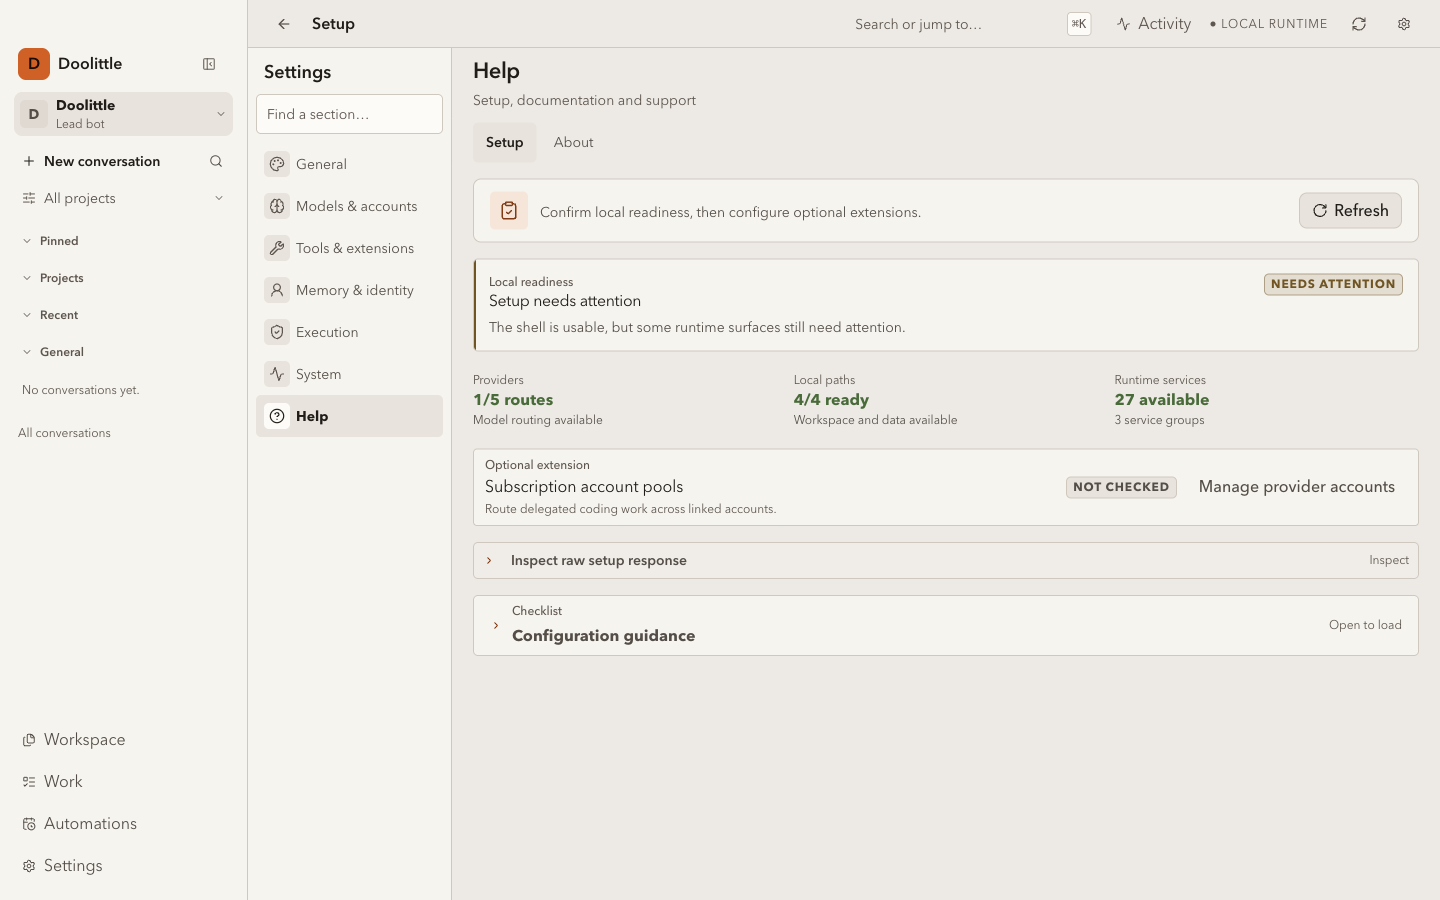 Setup
Search or jump to…
⌘K
Activity
LOCAL RUNTIME
D
Doolittle
D
Doolittle
Lead bot
New conversation
All projects
Pinned
Projects
Recent
General
No conversations yet.
All conversations
Workspace
Work
Automations
Settings
Settings
Find a section…
General
Models & accounts
Tools & extensions
Memory & identity
Execution
System
Help
Help
Setup, documentation and support
Setup
About
Confirm local readiness, then configure optional extensions.
Refresh
Local readiness
Setup needs attention
The shell is usable, but some runtime surfaces still need attention.
NEEDS ATTENTION
Providers
1/5 routes
Model routing available
Local paths
4/4 ready
Workspace and data available
Runtime services
27 available
3 service groups
Optional extension
Subscription account pools
Route delegated coding work across linked accounts.
NOT CHECKED
Manage provider accounts
Inspect raw setup response
Inspect
Checklist
Configuration guidance
Open to load